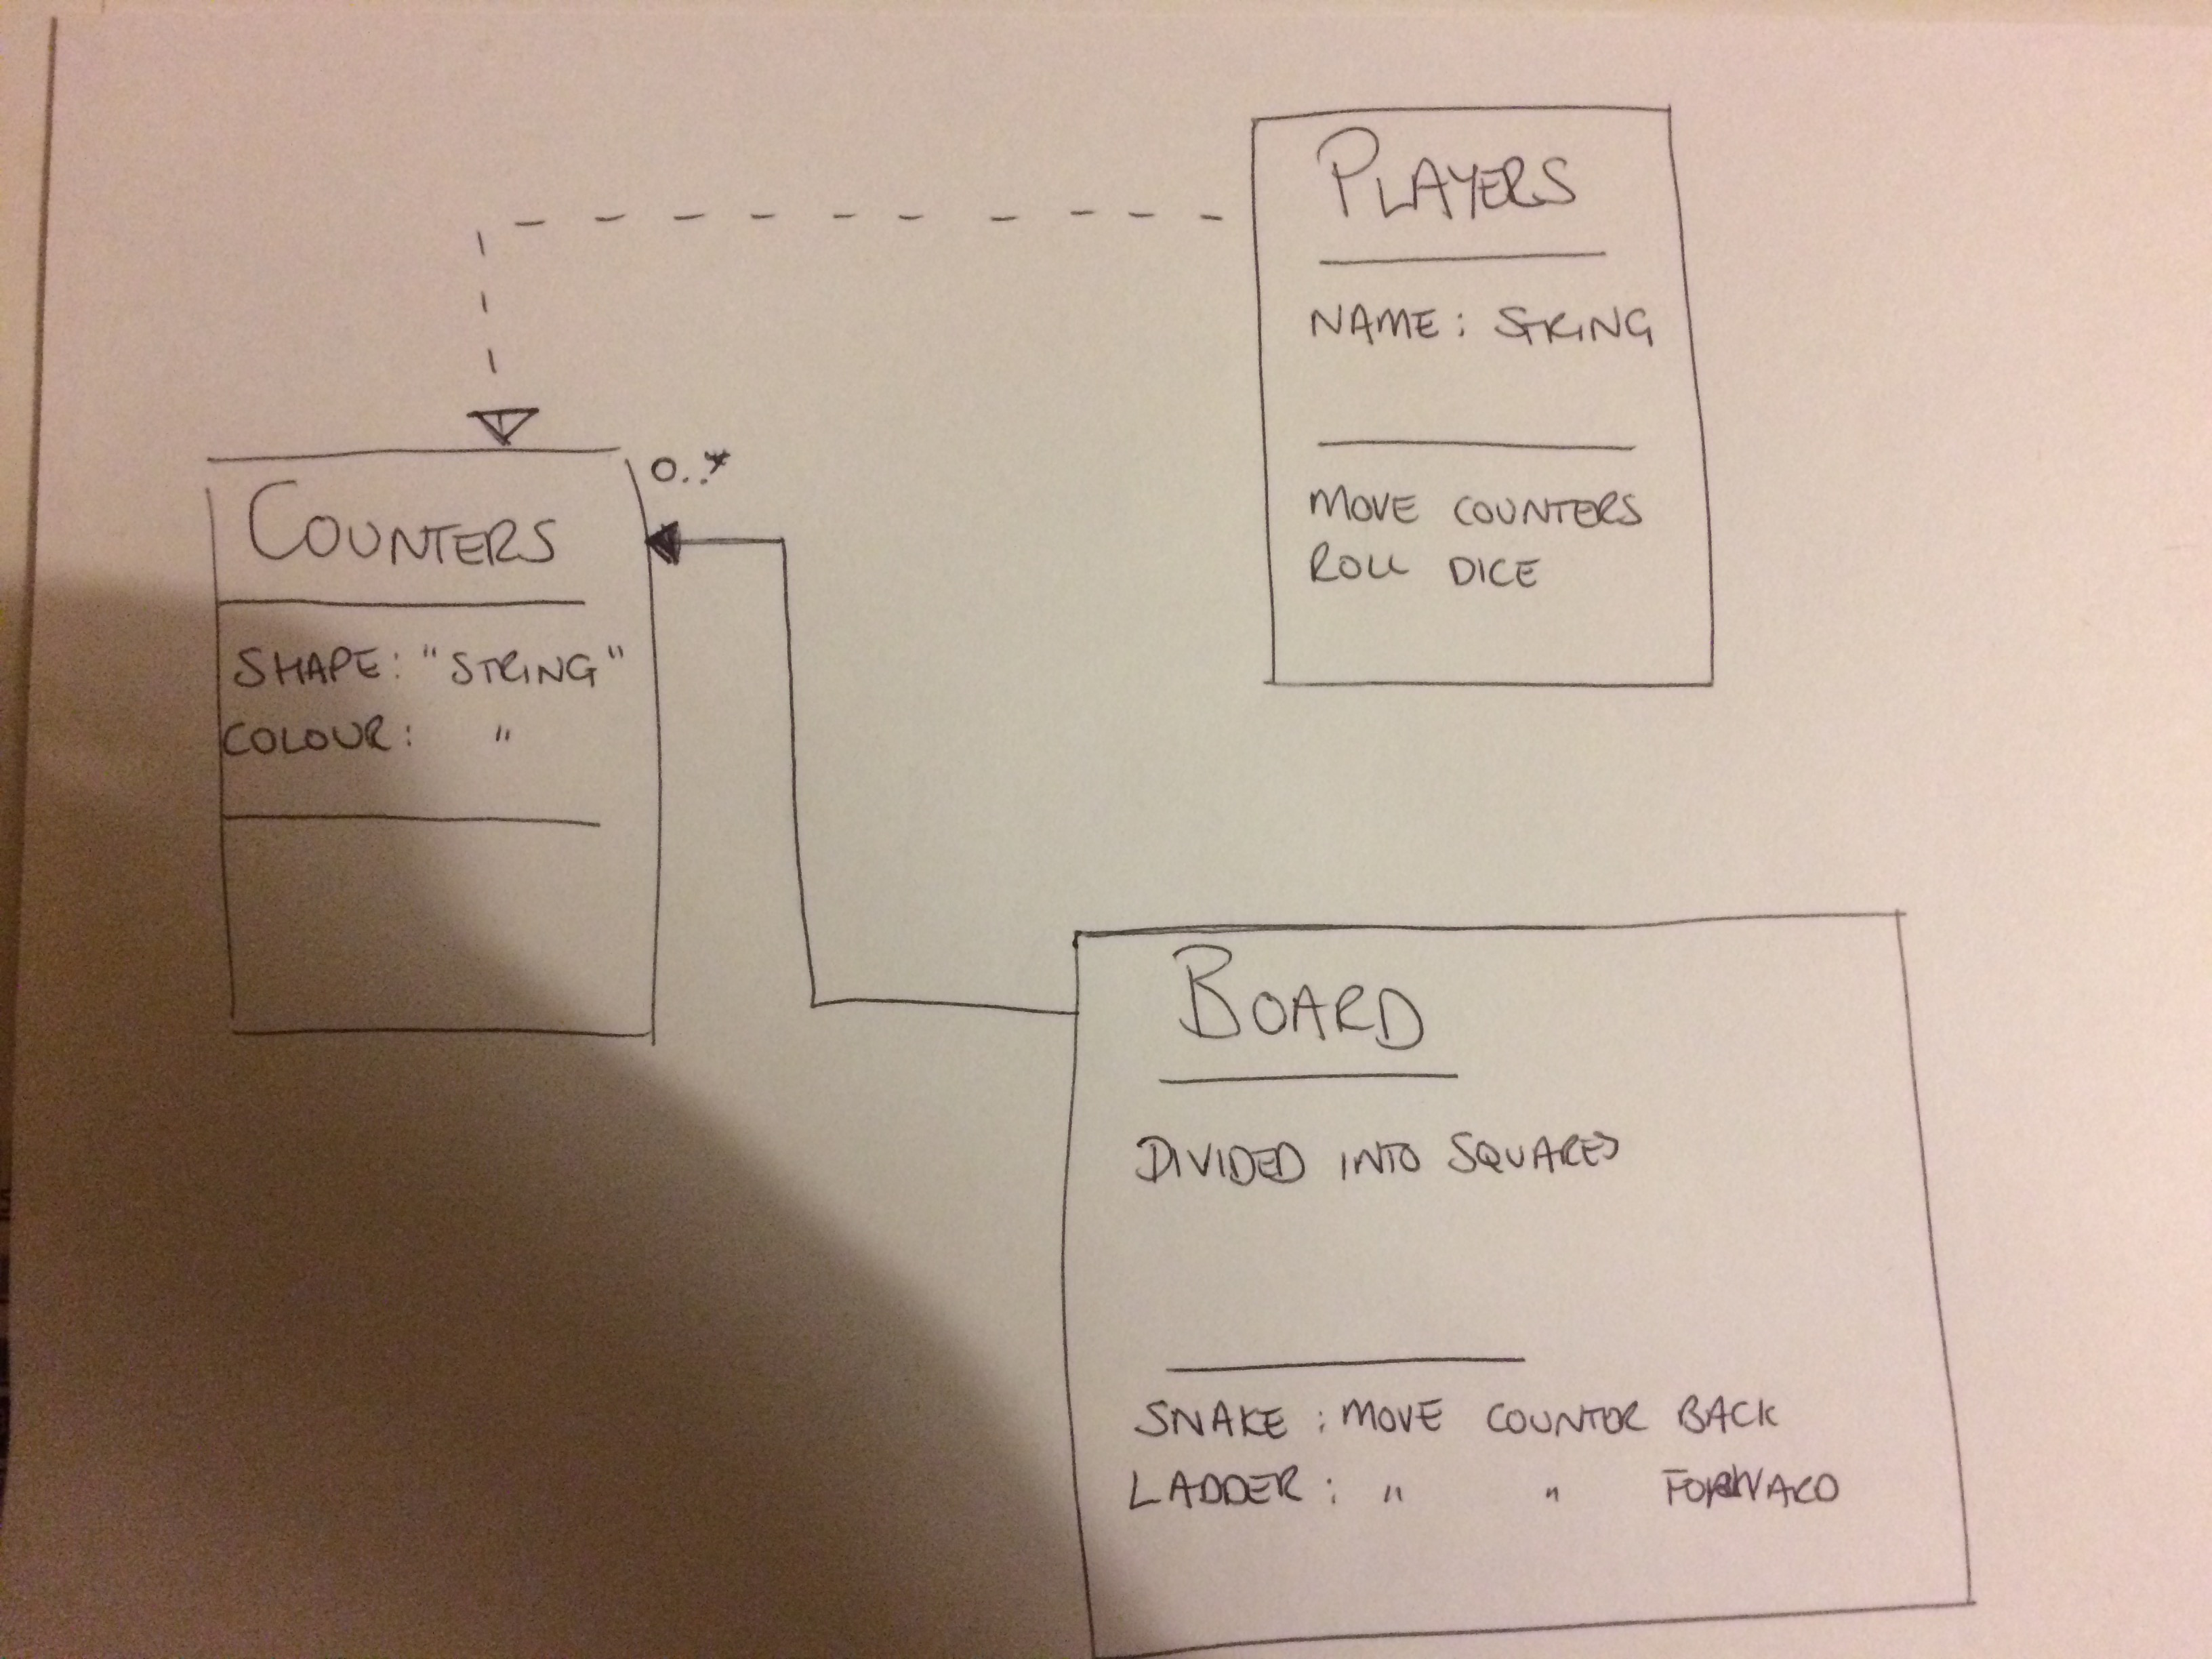 PLAYERS
NAME: STRING
MOVE COUNTERS
ROLL DICE
0..*
COUNTERS
SHAPE: "STRING"
COLOUR: "
BOARD
DIVIDED INTO SQUARES
SNAKE : MOVE COUNTER BACK
LADDER : " " FORWARD